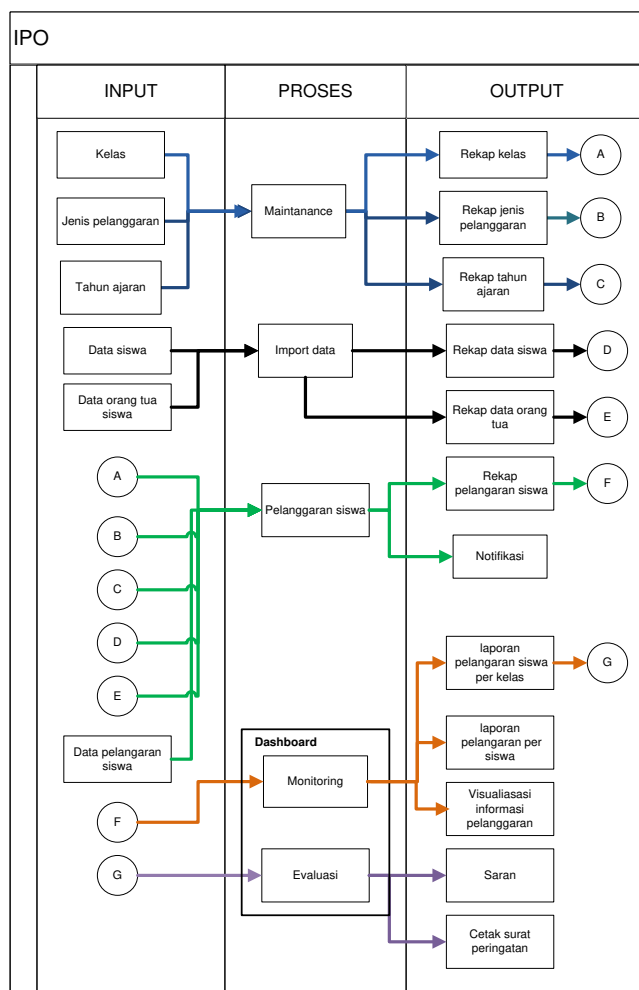 IPO
INPUT
PROSES
OUTPUT
Kelas
Jenis pelanggaran
Tahun ajaran
Maintanance
Rekap kelas
A
Rekap jenis
pelanggaran
B
Rekap tahun
ajaran
C
Data siswa
Data orang tua
siswa
Import data
Rekap data siswa
D
Rekap data orang
tua
E
A
B
C
D
E
Data pelangaran
siswa
Pelanggaran siswa
Rekap
pelangaran siswa
F
Notifikasi
F
G
Dashboard
Monitoring
Evaluasi
laporan
pelangaran siswa
per kelas
G
laporan
pelangaran per
siswa
Visualiasasi
informasi
pelanggaran
Saran
Cetak surat
peringatan